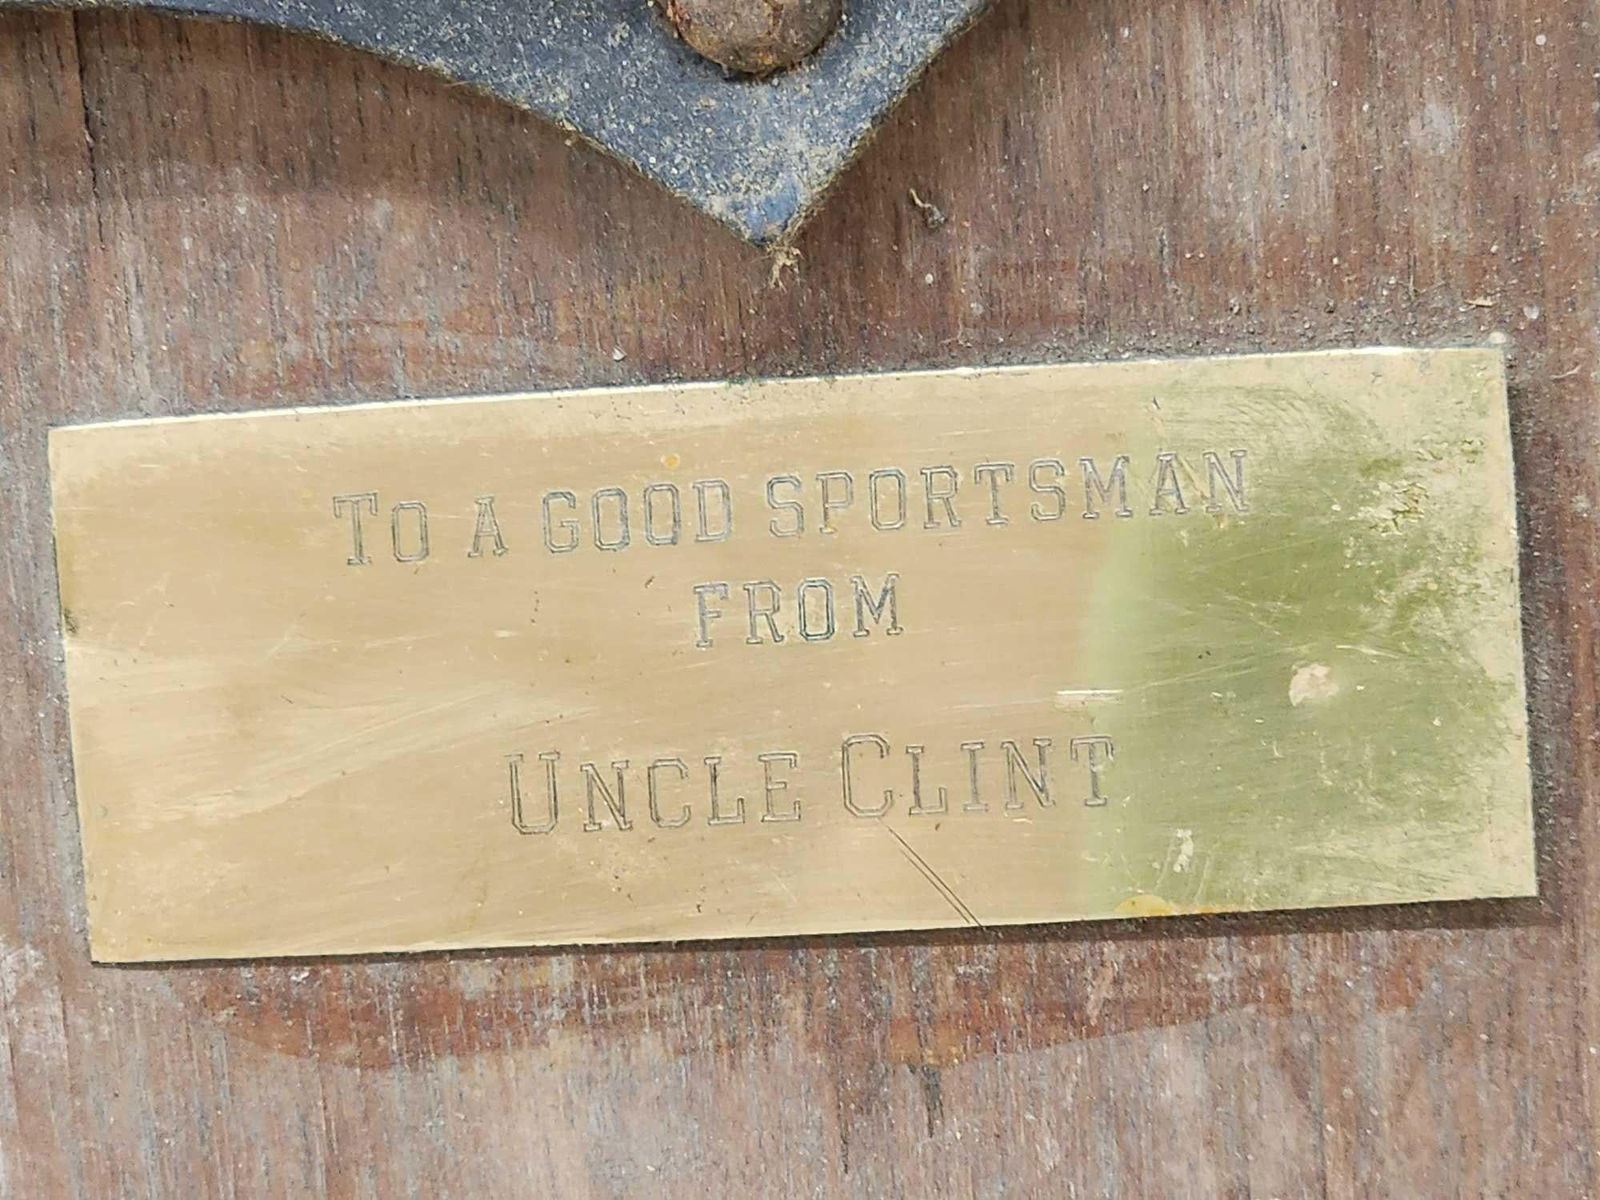 TO A GOOD SPORTSMAN
FROM
UNCLE CLINT